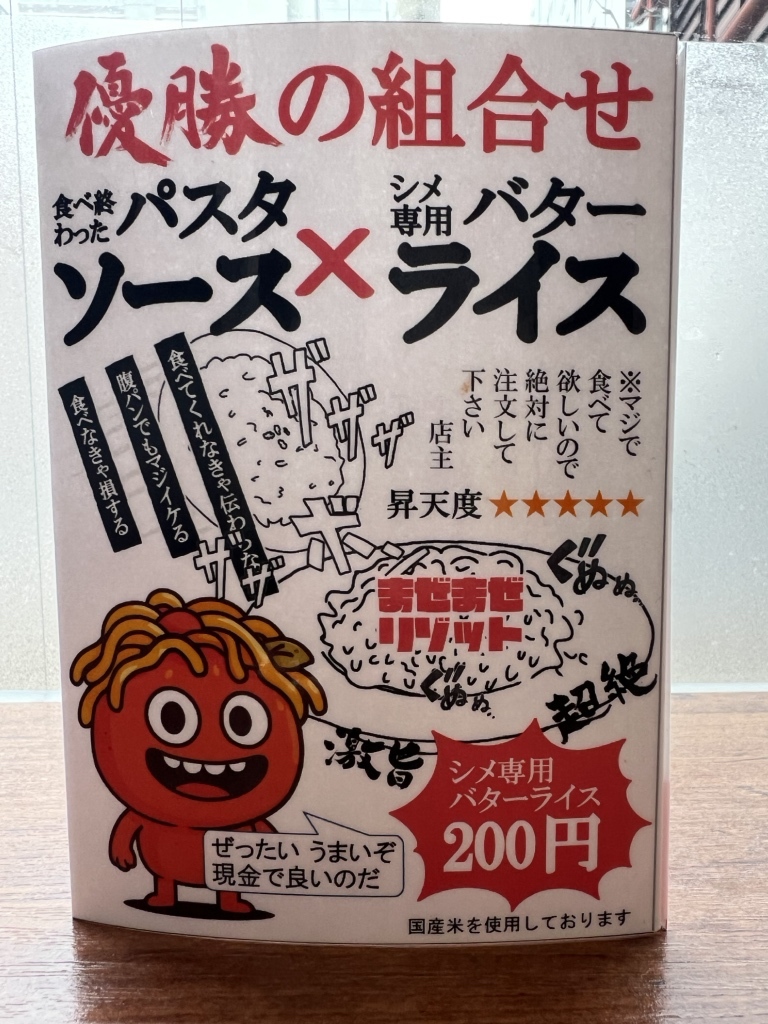 優勝の組合せ
食べ終
わった
パスタ
ソース
×
シメ
専用
バター
ライス
※マジで
食べて
欲しいので
絶対に
注文して
下さい
店主
昇天度★★★★★
食べてくれなきゃ伝わらな
腹パンでもマジイケる
食べなきゃ損する
ザザザ
ボ
ザザ
まぜまぜ
リゾット
ぐぬぬ
ぐぬぬ
超絶
激旨
ぜったい うまいぞ
現金で良いのだ
シメ専用
バターライス
200円
国産米を使用しております